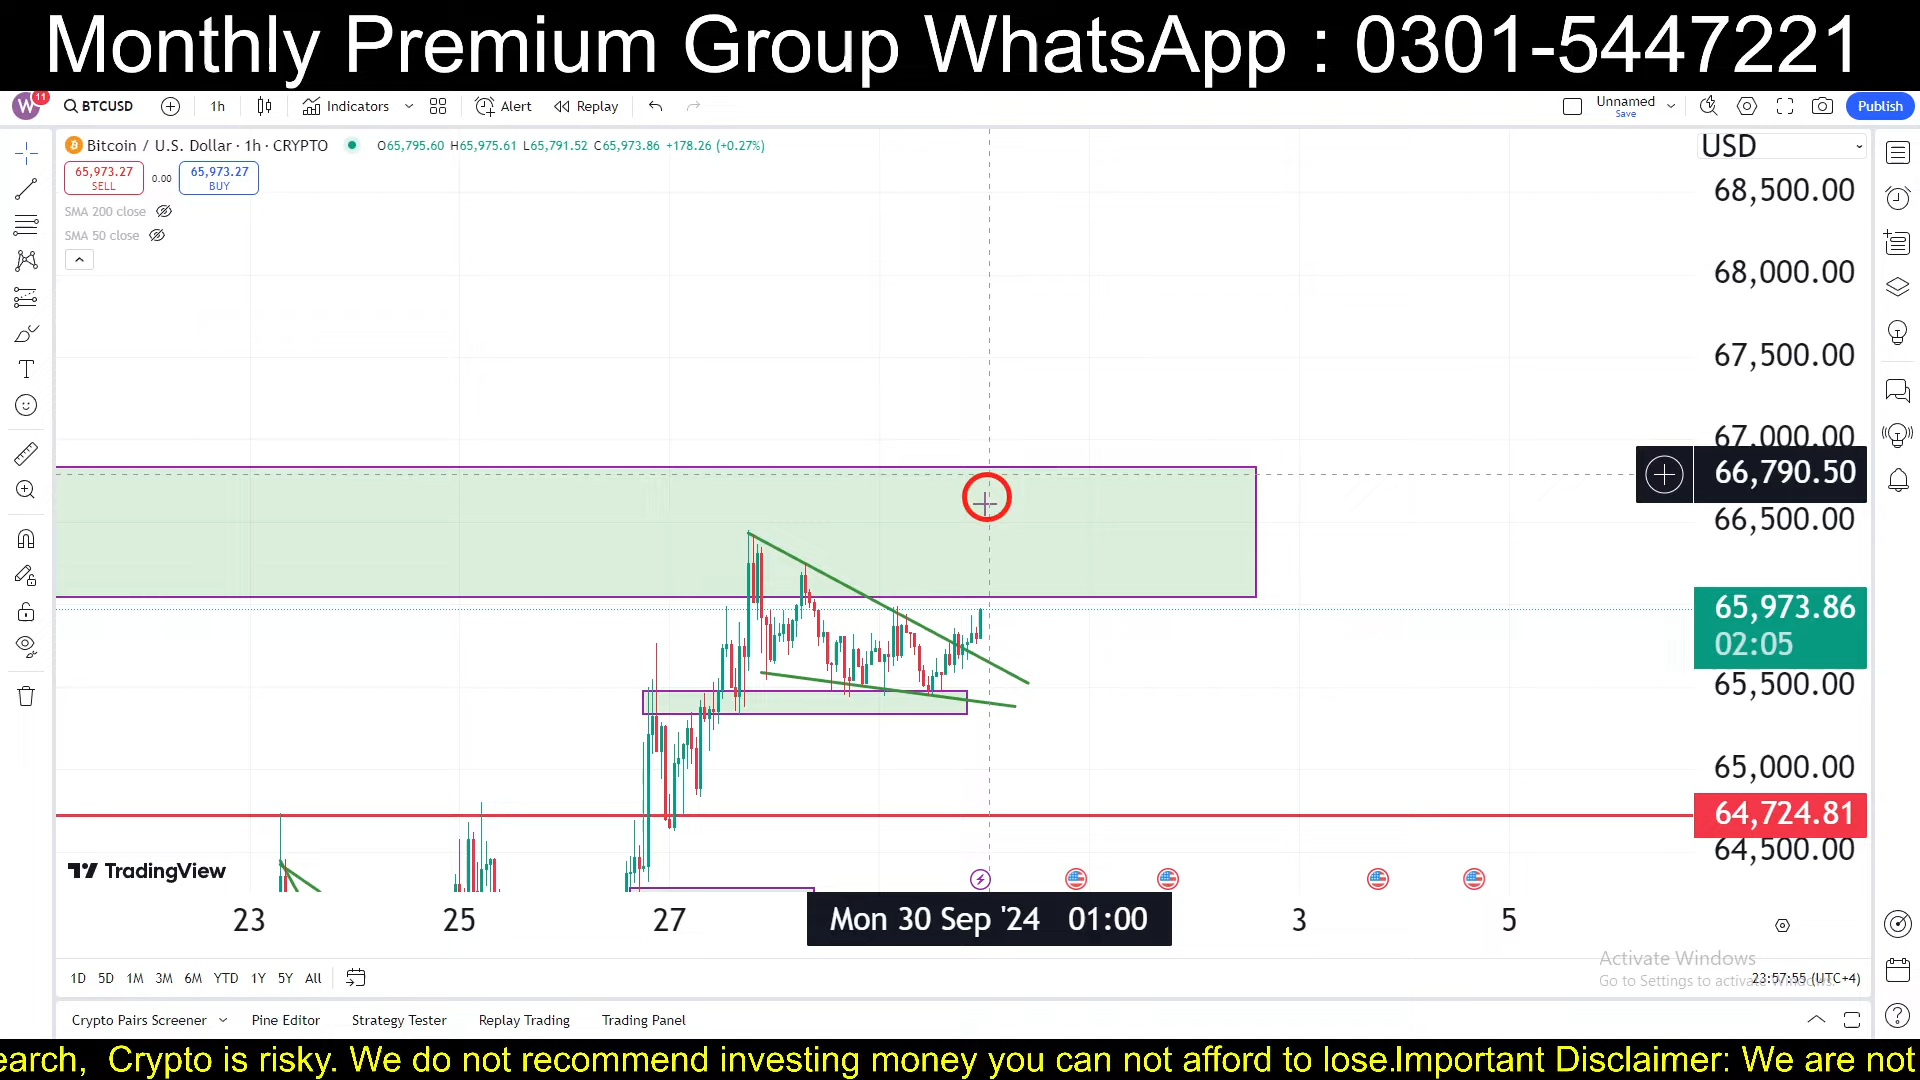 Monthly Premium Group WhatsApp : 0301-5447221
W 11 BTCUSD 1h Indicators Alert Replay Unnamed Save Publish
Bitcoin / U.S. Dollar · 1h · CRYPTO O65,795.60 H65,975.61 L65,791.52 C65,973.86 +178.26 (+0.27%)
USD
65,973.27 SELL 0.00 65,973.27 BUY
68,500.00
SMA 200 close
SMA 50 close
68,000.00
67,500.00
67,000.00
66,790.50
66,500.00
65,973.86
02:05
65,500.00
65,000.00
64,724.81
64,500.00
TradingView
23 25 27 Mon 30 Sep '24 01:00 3 5
Activate Windows
1D 5D 1M 3M 6M YTD 1Y 5Y All 23:57:55 (UTC+4)
Go to Settings to activate Windows.
Crypto Pairs Screener Pine Editor Strategy Tester Replay Trading Trading Panel
earch, Crypto is risky. We do not recommend investing money you can not afford to lose.Important Disclaimer: We are not